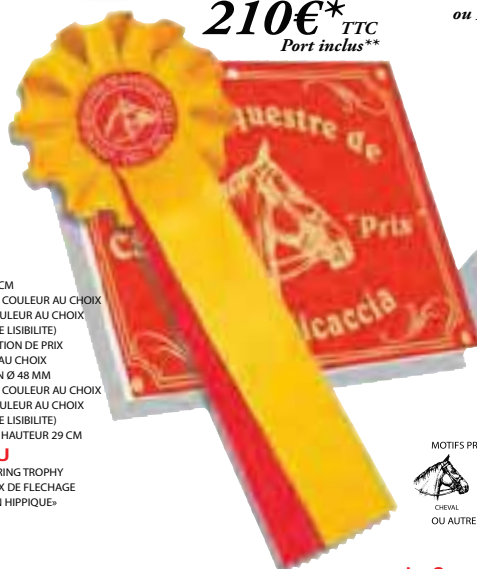 210€* TTC
Port inclus**
ou
questre de
"Prix"
lcaccia
CM
COULEUR AU CHOIX
ULEUR AU CHOIX
E LISIBILITE)
TION DE PRIX
AU CHOIX
N Ø 48 MM
COULEUR AU CHOIX
ULEUR AU CHOIX
E LISIBILITE)
HAUTEUR 29 CM
U
RING TROPHY
X DE FLECHAGE
N HIPPIQUE»
MOTIFS PR
CHEVAL
OU AUTRE